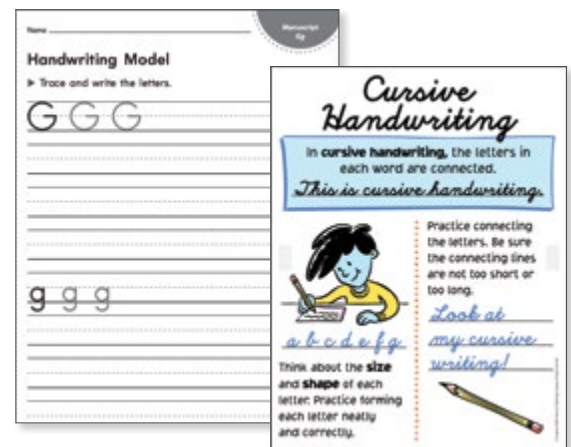 Name
Manuscript
Gg
Handwriting Model
▶ Trace and write the letters.
G G G
g g g
Cursive
Handwriting
In cursive handwriting, the letters in
each word are connected.
This is cursive handwriting.
a b c d e f g
Think about the size
and shape of each
letter. Practice forming
each letter neatly
and correctly.
Practice connecting
the letters. Be sure
the connecting lines
are not too short or
too long.
Look at
my cursive
writing!